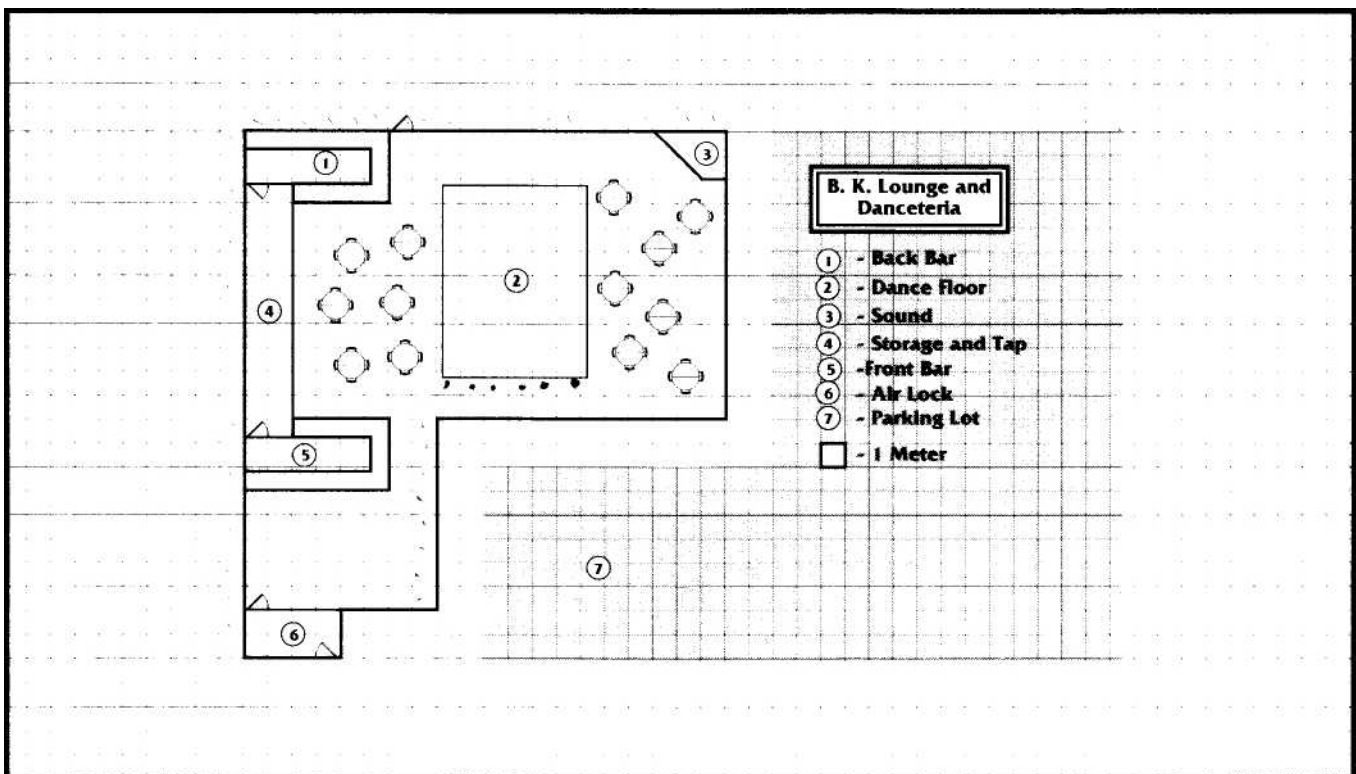 1
3
B. K. Lounge and
Danceteria
1 - Back Bar
2 - Dance Floor
3 - Sound
4 - Storage and Tap
5 -Front Bar
6 - Air Lock
7 - Parking Lot
- 1 Meter
2
4
5
7
6